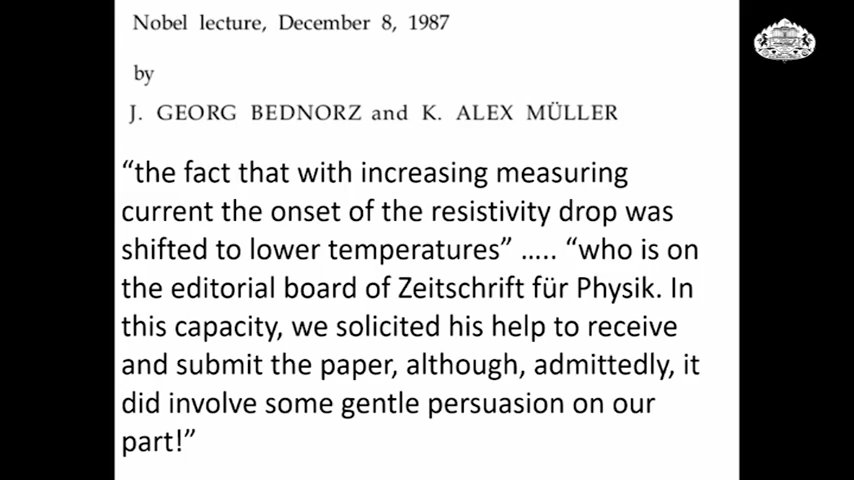 Nobel lecture, December 8, 1987
by
J. GEORG BEDNORZ and K. ALEX MÜLLER
“the fact that with increasing measuring
current the onset of the resistivity drop was
shifted to lower temperatures” ..... “who is on
the editorial board of Zeitschrift für Physik. In
this capacity, we solicited his help to receive
and submit the paper, although, admittedly, it
did involve some gentle persuasion on our
part!”